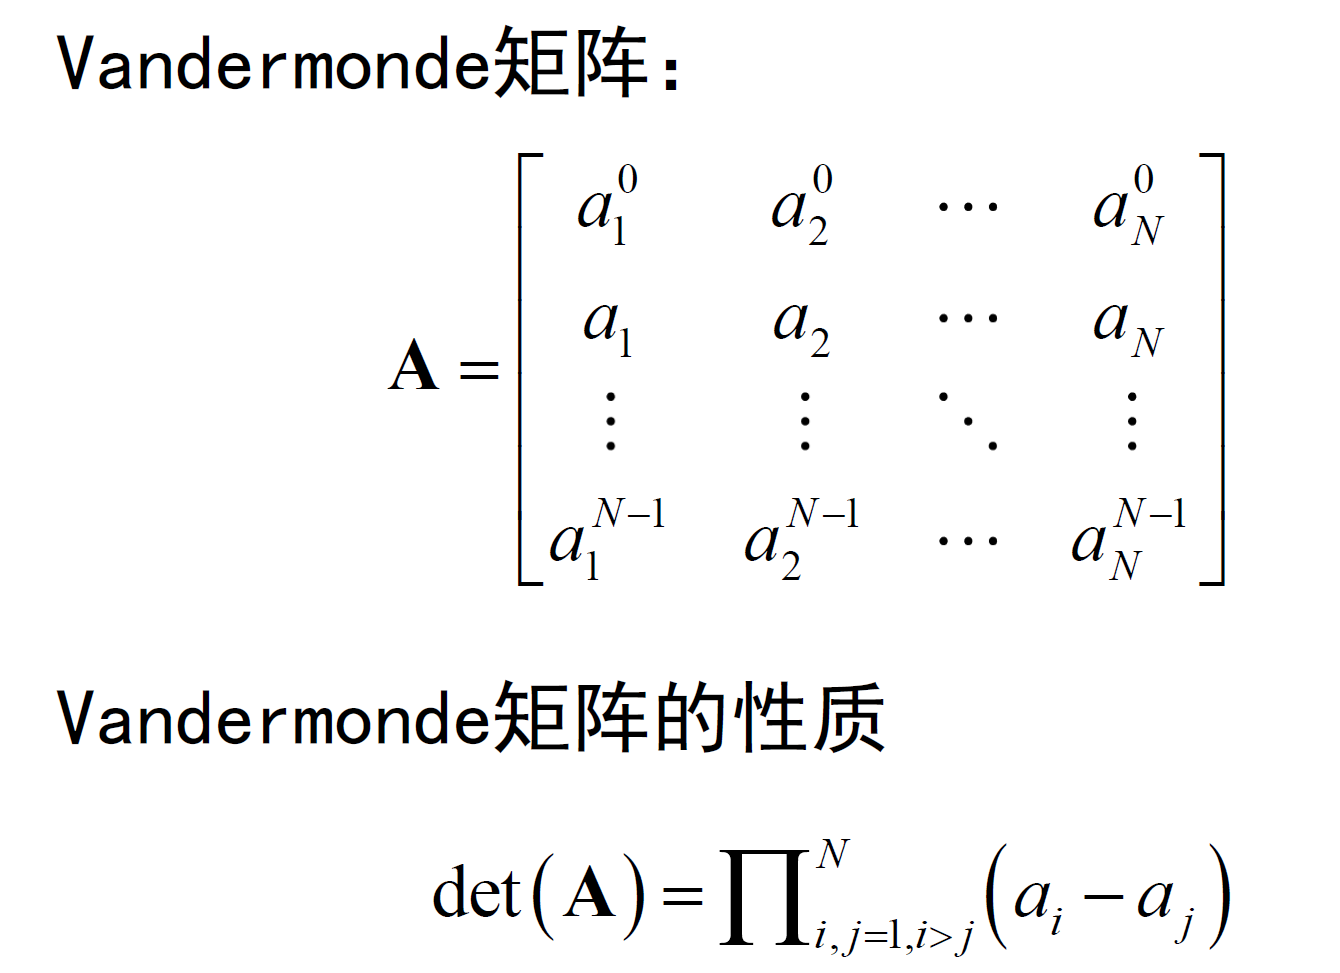 Vandermonde矩阵：
$$\mathbf{A} = \begin{bmatrix} a_1^0 & a_2^0 & \cdots & a_N^0 \\ a_1 & a_2 & \cdots & a_N \\ \vdots & \vdots & \ddots & \vdots \\ a_1^{N-1} & a_2^{N-1} & \cdots & a_N^{N-1} \end{bmatrix}$$
Vandermonde矩阵的性质
$$\det(\mathbf{A}) = \prod_{i,j=1,i>j}^{N} (a_i - a_j)$$